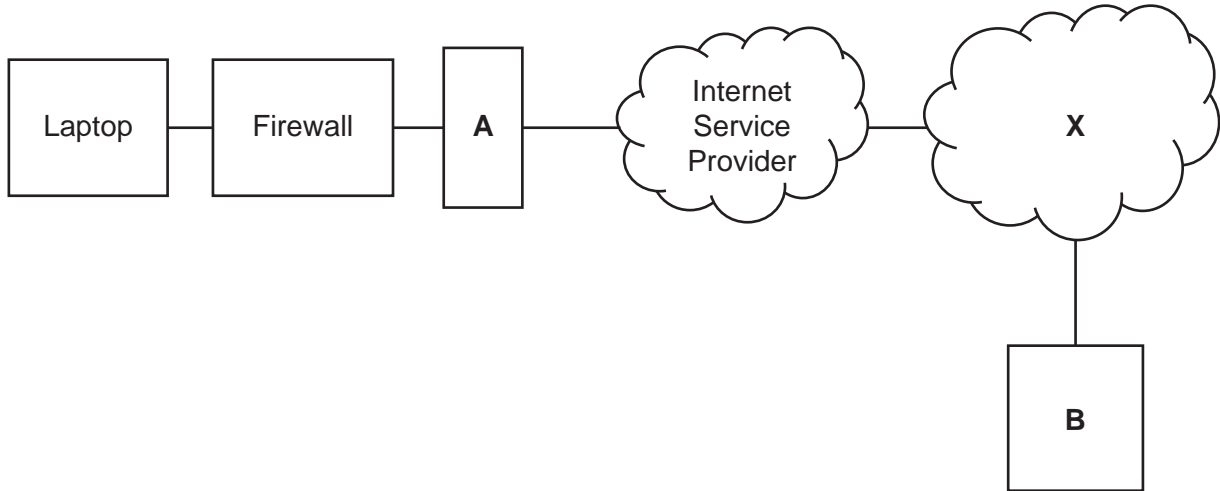 Laptop
Firewall
A
Internet
Service
Provider
X
B